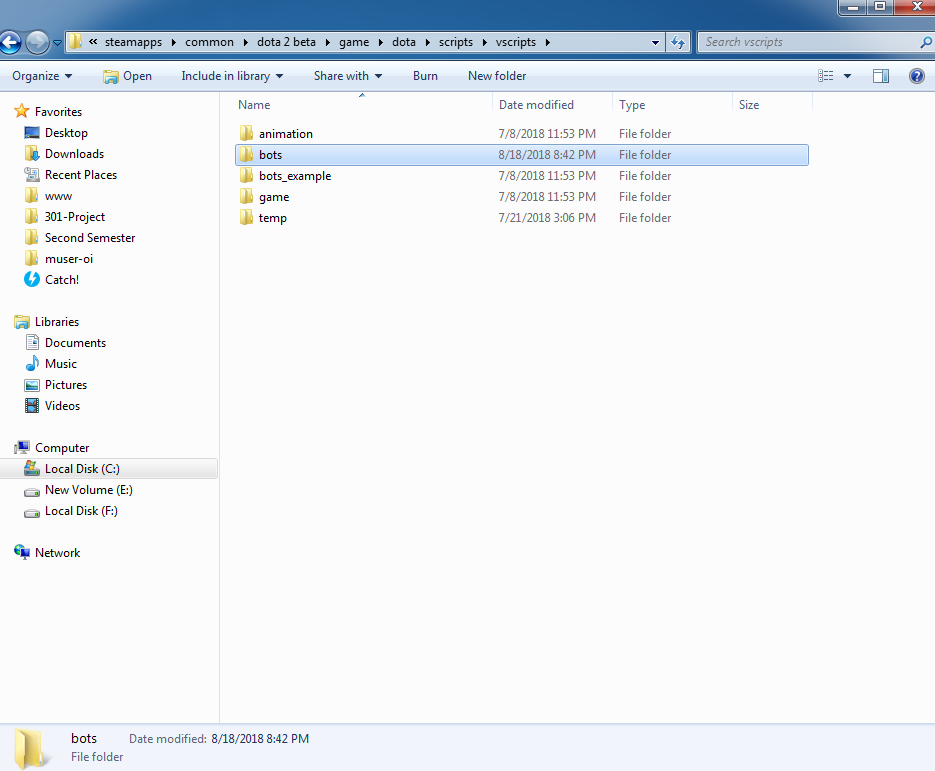 « steamapps common dota 2 beta game dota scripts vscripts Search vscripts
Organize Open Include in library Share with Burn New folder
Name Date modified Type Size
Favorites
Desktop
Downloads
Recent Places
www
301-Project
Second Semester
muser-oi
Catch!
Libraries
Documents
Music
Pictures
Videos
Computer
Local Disk (C:)
New Volume (E:)
Local Disk (F:)
Network
animation 7/8/2018 11:53 PM File folder
bots 8/18/2018 8:42 PM File folder
bots_example 7/8/2018 11:53 PM File folder
game 7/8/2018 11:53 PM File folder
temp 7/21/2018 3:06 PM File folder
bots Date modified: 8/18/2018 8:42 PM
File folder